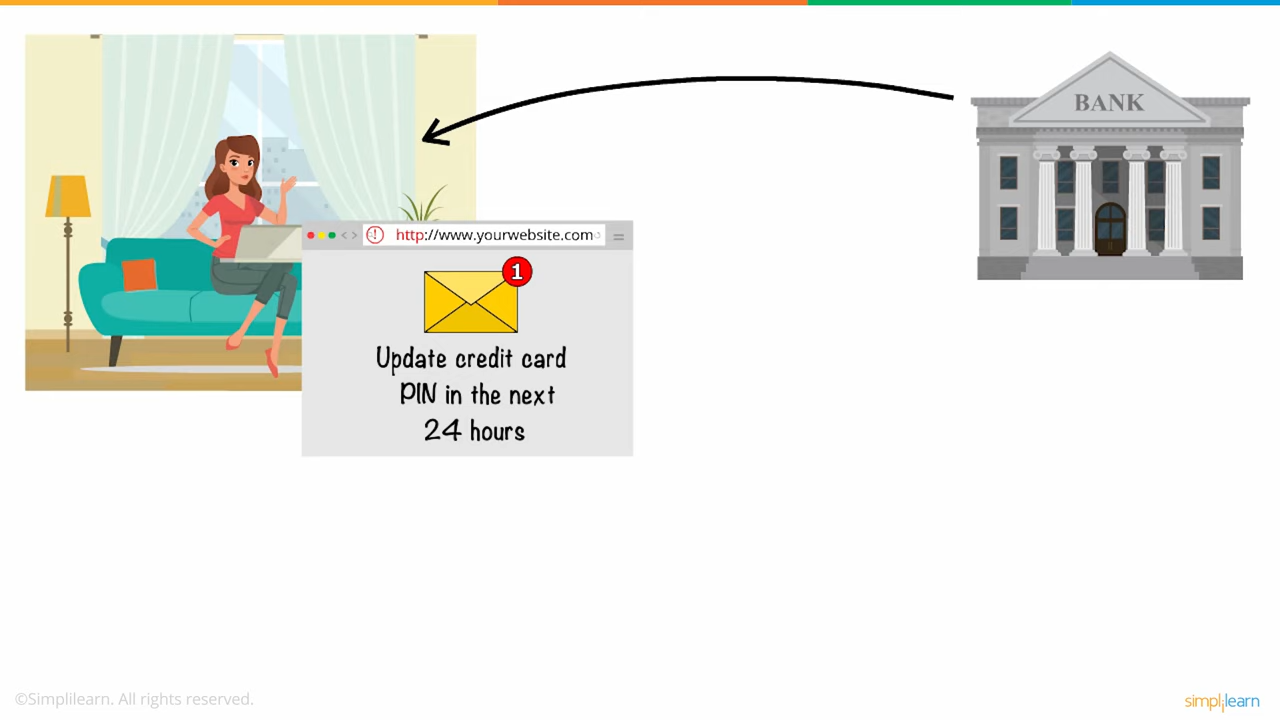 BANK
http://www.yourwebsite.com
1
Update credit card
PIN in the next
24 hours
©Simplilearn. All rights reserved.
simplilearn